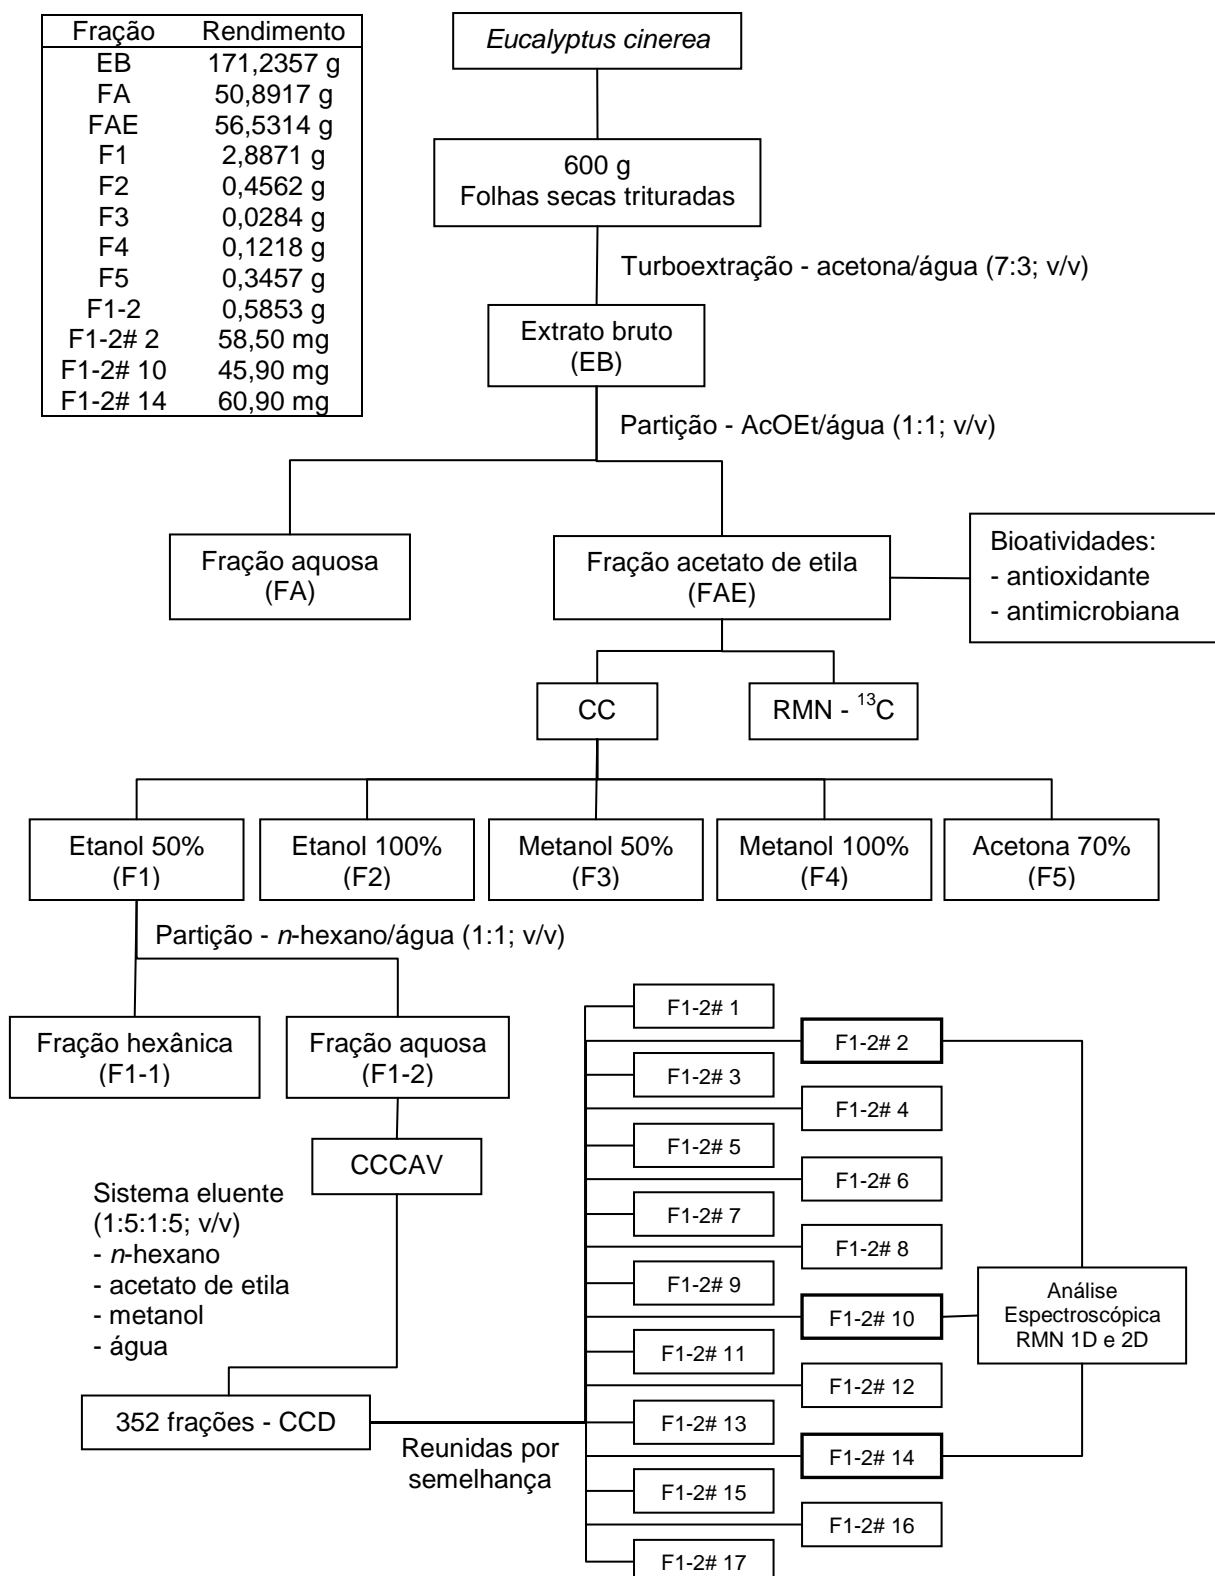 Fração Rendimento
EB 171,2357 g
FA 50,8917 g
FAE 56,5314 g
F1 2,8871 g
F2 0,4562 g
F3 0,0284 g
F4 0,1218 g
F5 0,3457 g
F1-2 0,5853 g
F1-2# 2 58,50 mg
F1-2# 10 45,90 mg
F1-2# 14 60,90 mg
Eucalyptus cinerea
600 g
Folhas secas trituradas
Turboextração - acetona/água (7:3; v/v)
Extrato bruto
(EB)
Partição - AcOEt/água (1:1; v/v)
Fração aquosa
(FA)
Fração acetato de etila
(FAE)
Bioatividades:
- antioxidante
- antimicrobiana
CC
RMN - ¹³C
Etanol 50%
(F1)
Etanol 100%
(F2)
Metanol 50%
(F3)
Metanol 100%
(F4)
Acetona 70%
(F5)
Partição - n-hexano/água (1:1; v/v)
Fração hexânica
(F1-1)
Fração aquosa
(F1-2)
CCCAV
Sistema eluente
(1:5:1:5; v/v)
- n-hexano
- acetato de etila
- metanol
- água
352 frações - CCD
Reunidas por
semelhança
F1-2# 1
F1-2# 2
F1-2# 3
F1-2# 4
F1-2# 5
F1-2# 6
F1-2# 7
F1-2# 8
F1-2# 9
F1-2# 10
F1-2# 11
F1-2# 12
F1-2# 13
F1-2# 14
F1-2# 15
F1-2# 16
F1-2# 17
Análise
Espectroscópica
RMN 1D e 2D